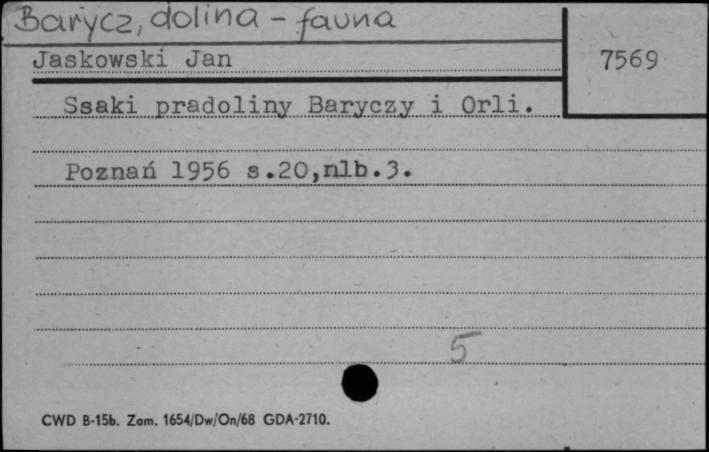 Barycz, dolina - fauna
Jaskowski Jan
7569
Ssaki pradoliny Baryczy i Orli.
Poznań 1956 s.20,nlb.3.
5
CWD B-15b. Zam. 1654/Dw/On/68 GDA-2710.